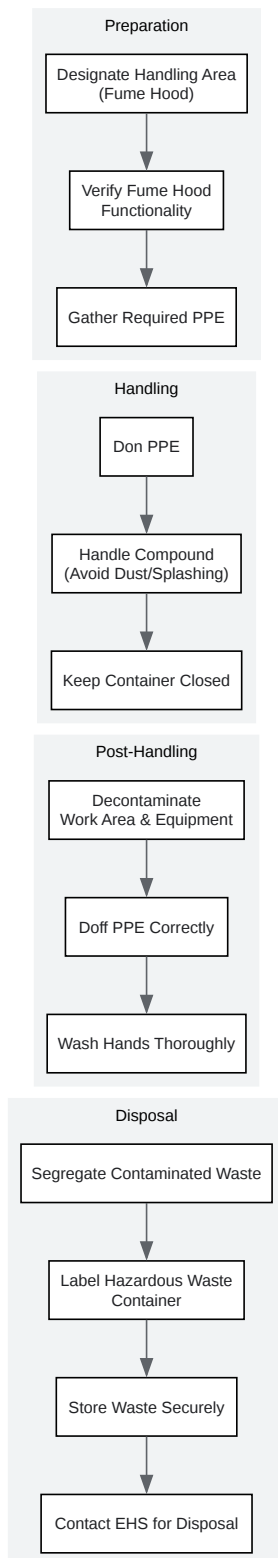 Preparation
Designate Handling Area
(Fume Hood)
Verify Fume Hood
Functionality
Gather Required PPE
Handling
Don PPE
Handle Compound
(Avoid Dust/Splashing)
Keep Container Closed
Post-Handling
Decontaminate
Work Area & Equipment
Doff PPE Correctly
Wash Hands Thoroughly
Disposal
Segregate Contaminated Waste
Label Hazardous Waste
Container
Store Waste Securely
Contact EHS for Disposal